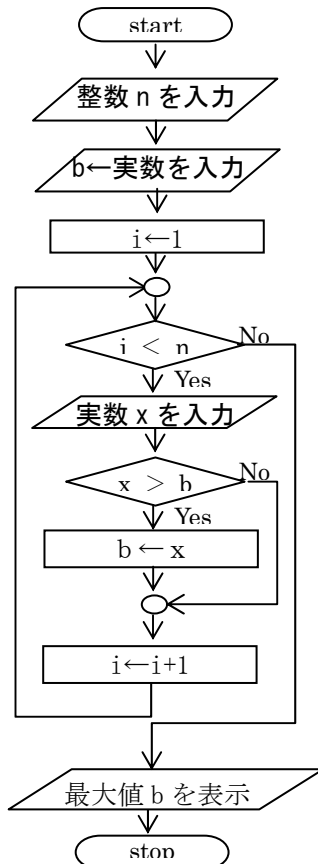 start
整数 n を入力
b←実数を入力
i←1
i < n
No
Yes
実数 x を入力
x > b
No
Yes
b ← x
i←i+1
最大値 b を表示
stop